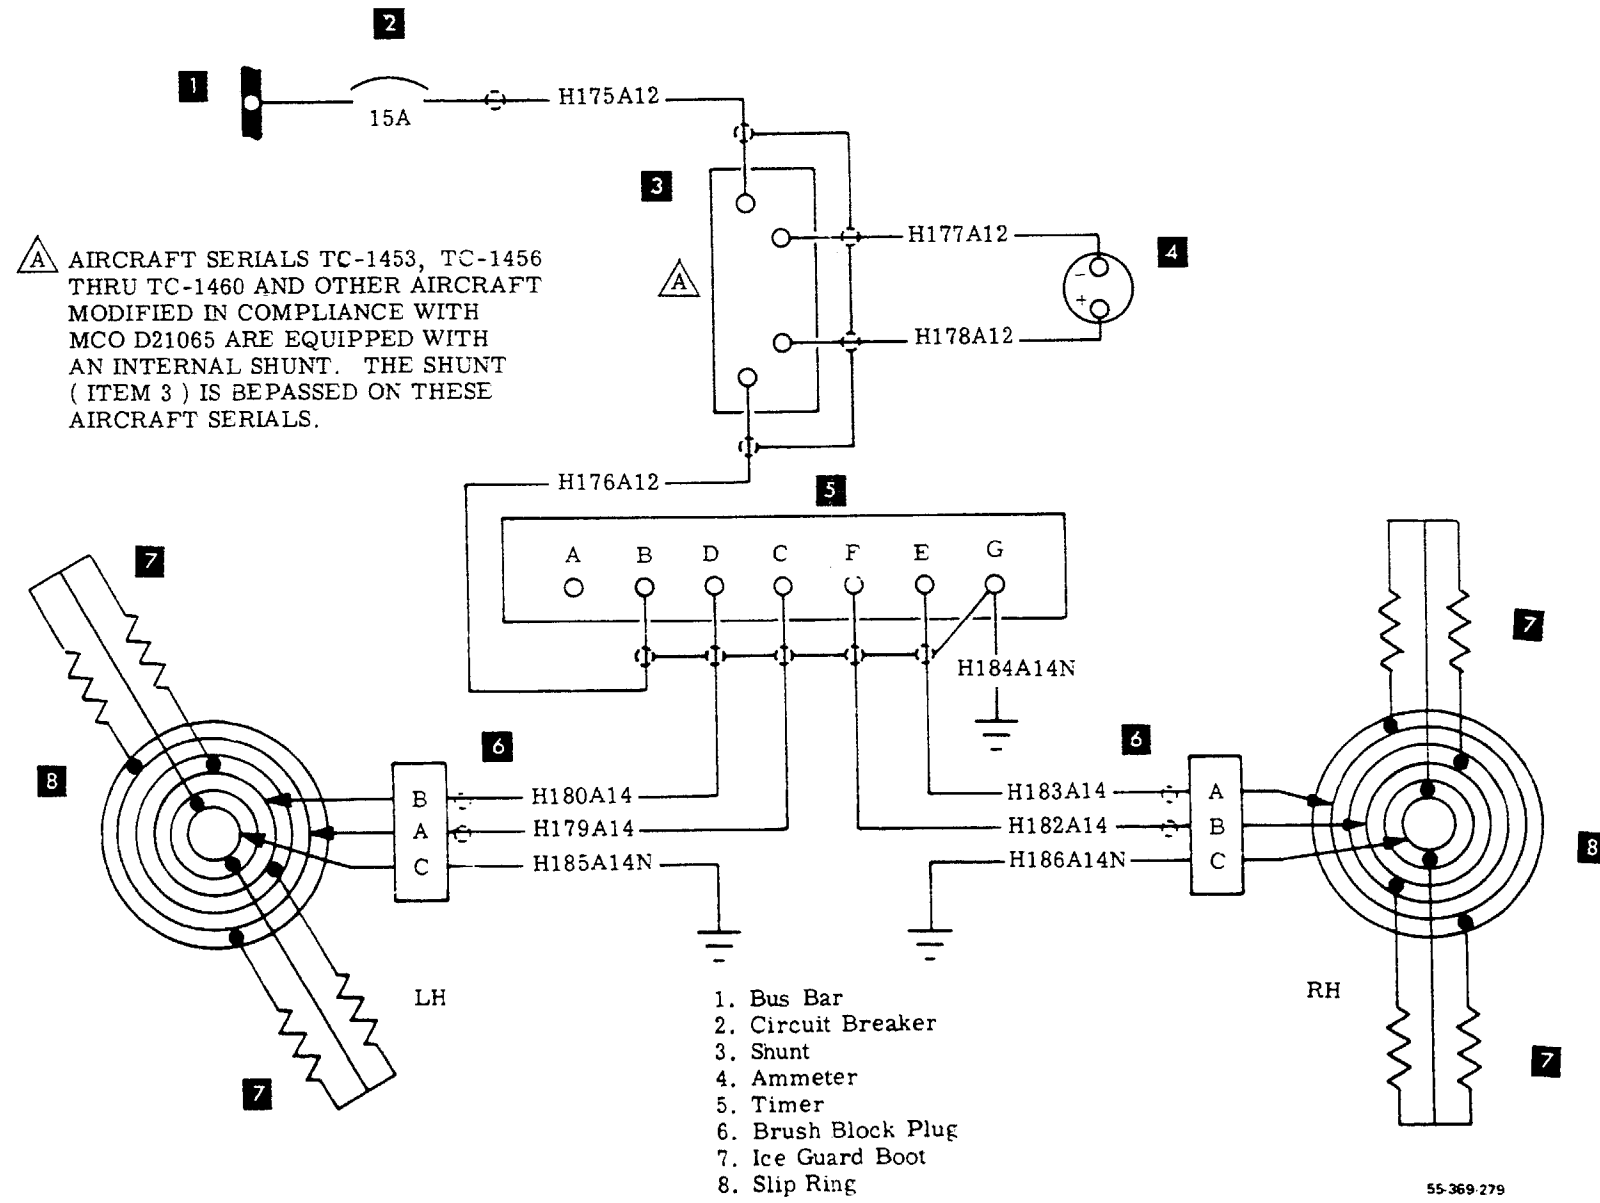 2
1
15A
H175A12
3
H177A12
4
A
A
AIRCRAFT SERIALS TC-1453, TC-1456
THRU TC-1460 AND OTHER AIRCRAFT
MODIFIED IN COMPLIANCE WITH
MCO D21065 ARE EQUIPPED WITH
AN INTERNAL SHUNT. THE SHUNT
( ITEM 3 ) IS BEPASSED ON THESE
AIRCRAFT SERIALS.
−
+
H178A12
H176A12
5
A B D C F E G
7
7
H184A14N
6
6
8
B
H180A14
H183A14
A
A
H179A14
H182A14
B
C
H185A14N
H186A14N
C
8
LH
RH
7
7
1. Bus Bar
2. Circuit Breaker
3. Shunt
4. Ammeter
5. Timer
6. Brush Block Plug
7. Ice Guard Boot
8. Slip Ring
55-369-279